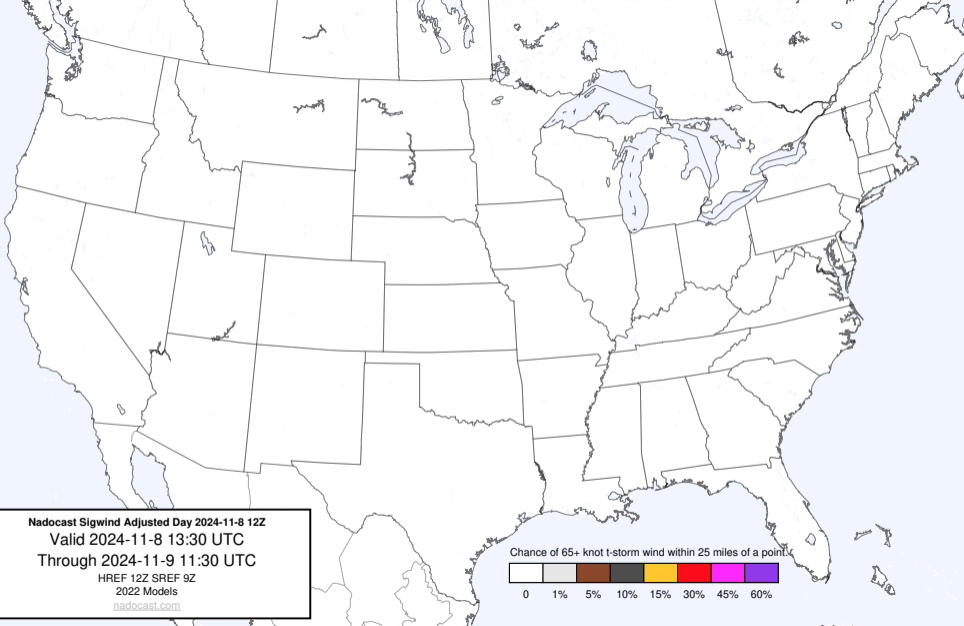 Nadocast Sigwind Adjusted Day 2024-11-8 12Z
Valid 2024-11-8 13:30 UTC
Through 2024-11-9 11:30 UTC
HREF 12Z SREF 9Z
2022 Models
nadocast.com
Chance of 65+ knot t-storm wind within 25 miles of a point.
0 1% 5% 10% 15% 30% 45% 60%